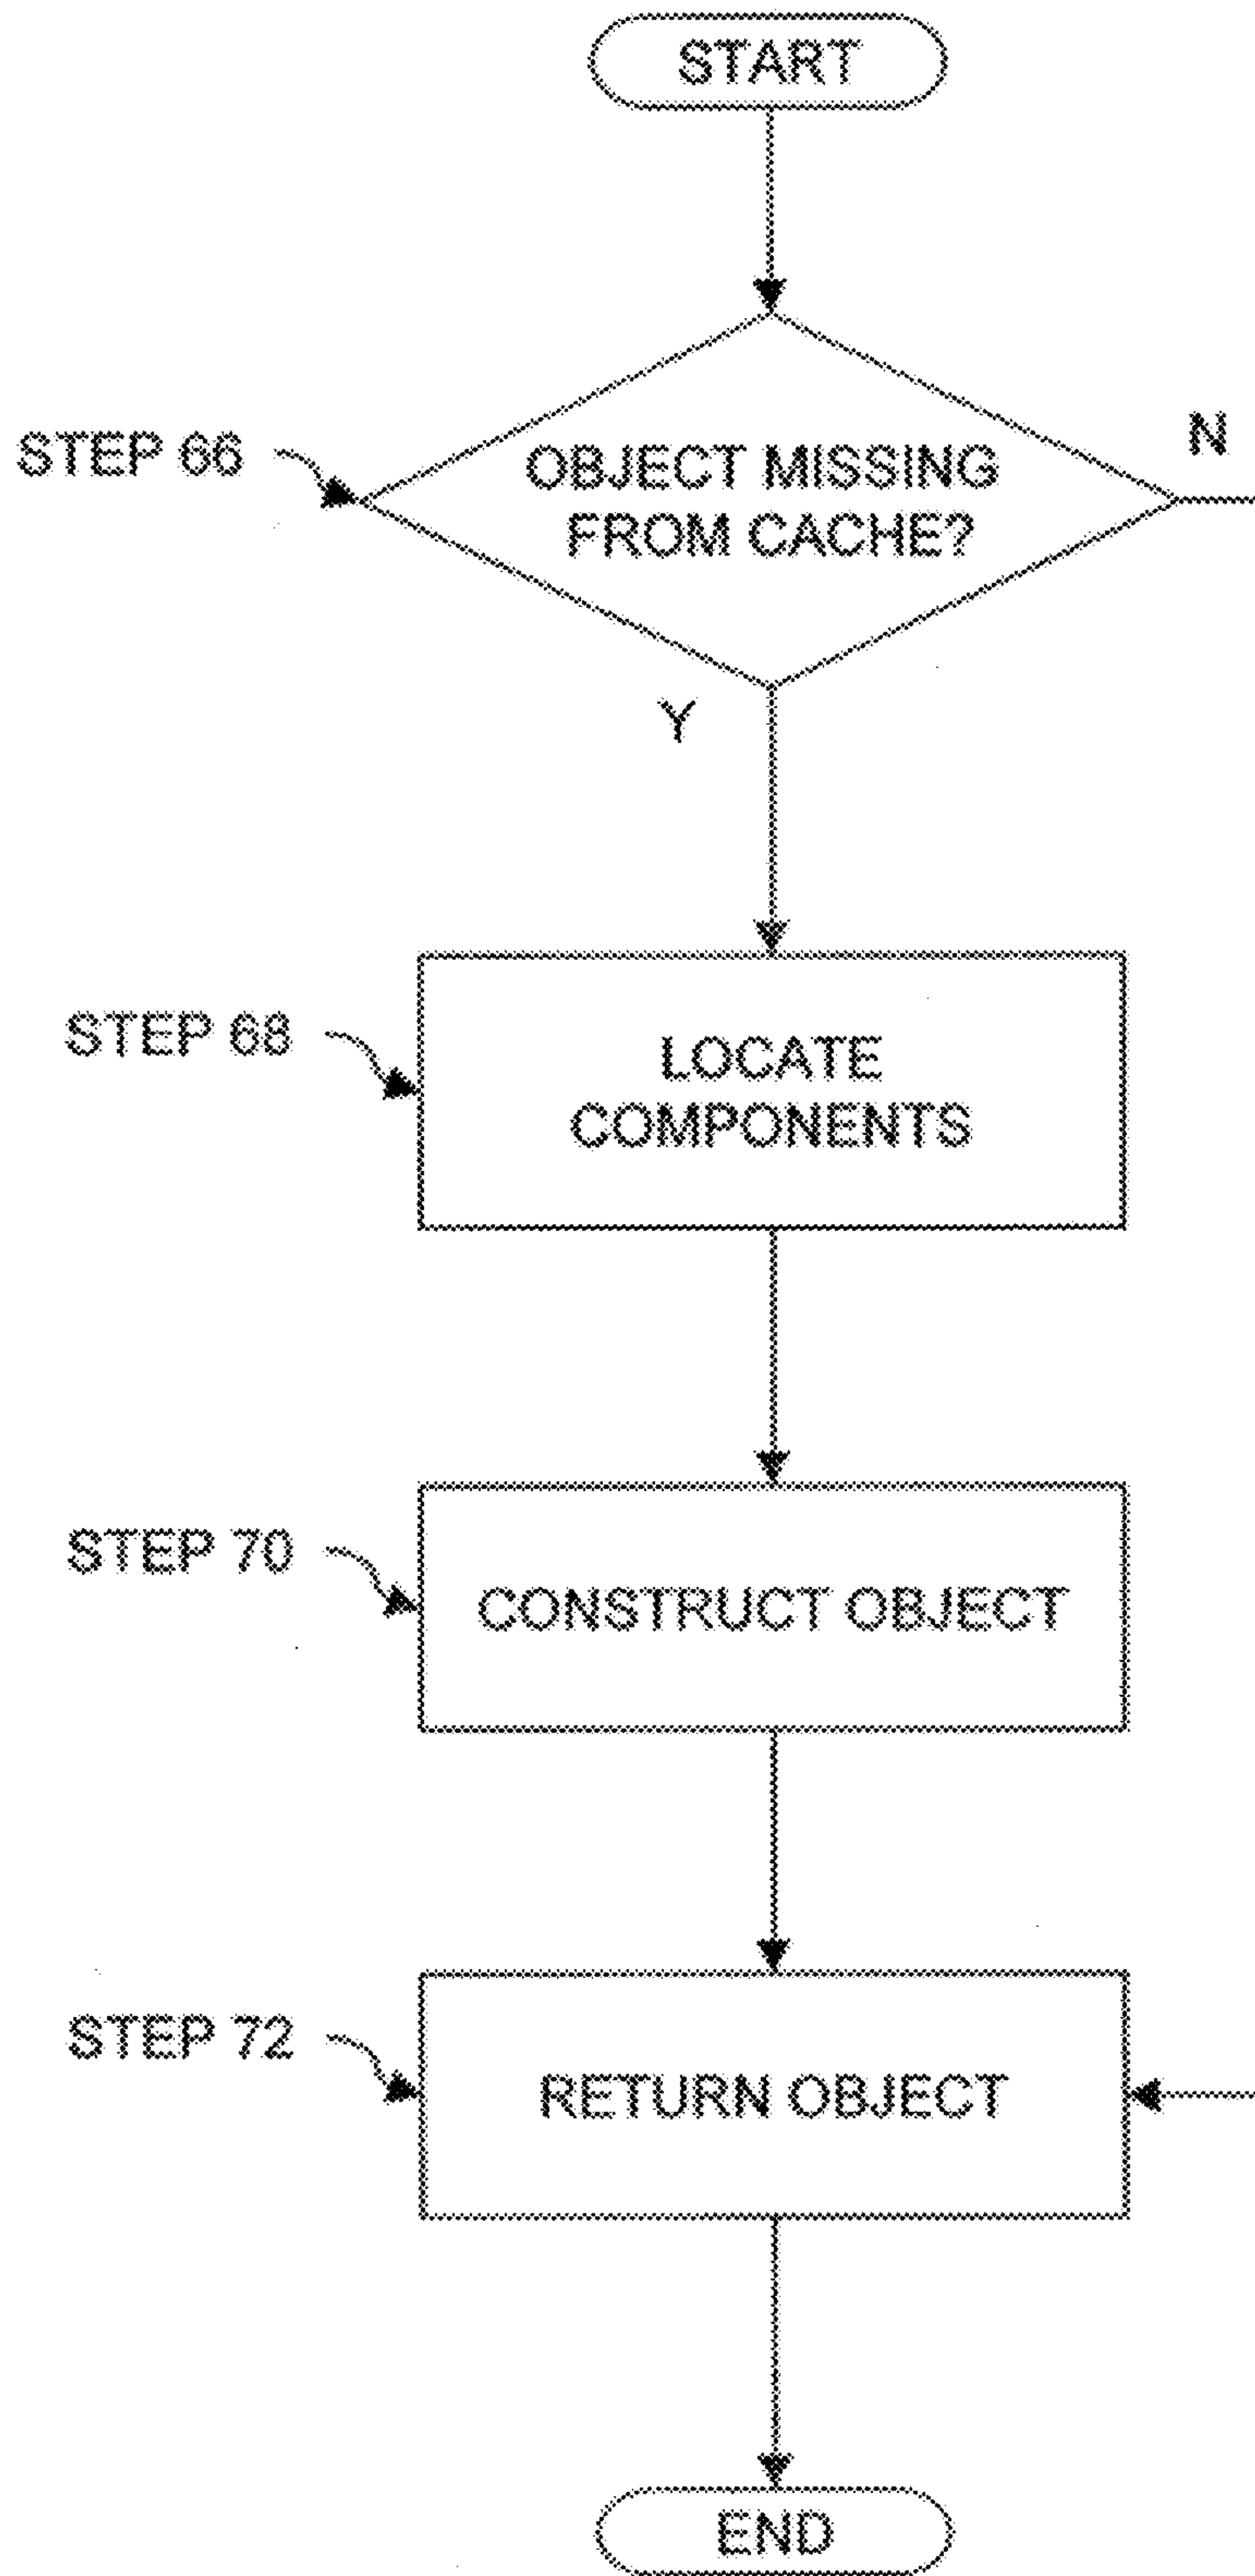 START
STEP 66
OBJECT MISSING
FROM CACHE?
N
Y
STEP 68
LOCATE
COMPONENTS
STEP 70
CONSTRUCT OBJECT
STEP 72
RETURN OBJECT
END